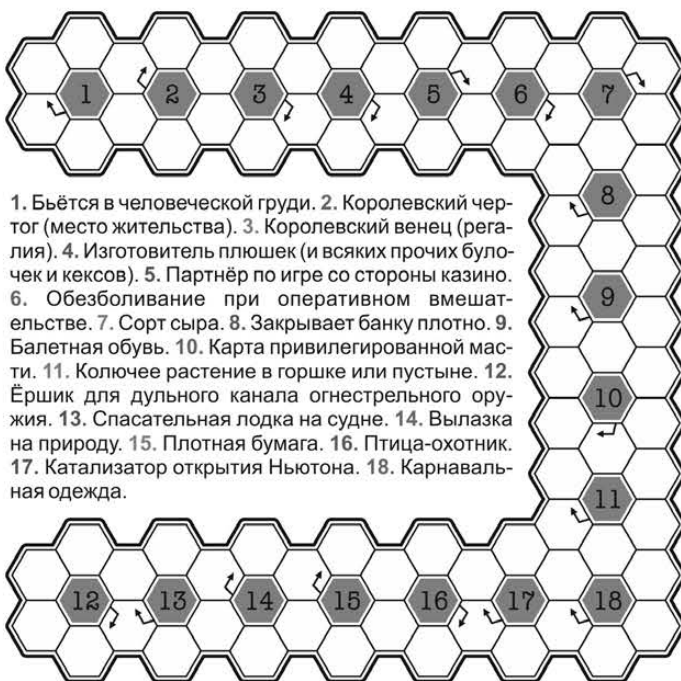 1 2 3 4 5 6 7
8
9
10
11
1. Бьётся в человеческой груди. 2. Королевский чер-
тог (место жительства). 3. Королевский венец (рега-
лия). 4. Изготовитель плюшек (и всяких прочих було-
чек и кексов). 5. Партнёр по игре со стороны казино.
6. Обезболивание при оперативном вмешат-
ельстве. 7. Сорт сыра. 8. Закрывает банку плотно. 9.
Балетная обувь. 10. Карта привилегированной мас-
ти. 11. Колючее растение в горшке или пустыне. 12.
Ёршик для дульного канала огнестрельного ору-
жия. 13. Спасательная лодка на судне. 14. Вылазка
на природу. 15. Плотная бумага. 16. Птица-охотник.
17. Катализатор открытия Ньютона. 18. Карнаваль-
ная одежда.
12 13 14 15 16 17 18